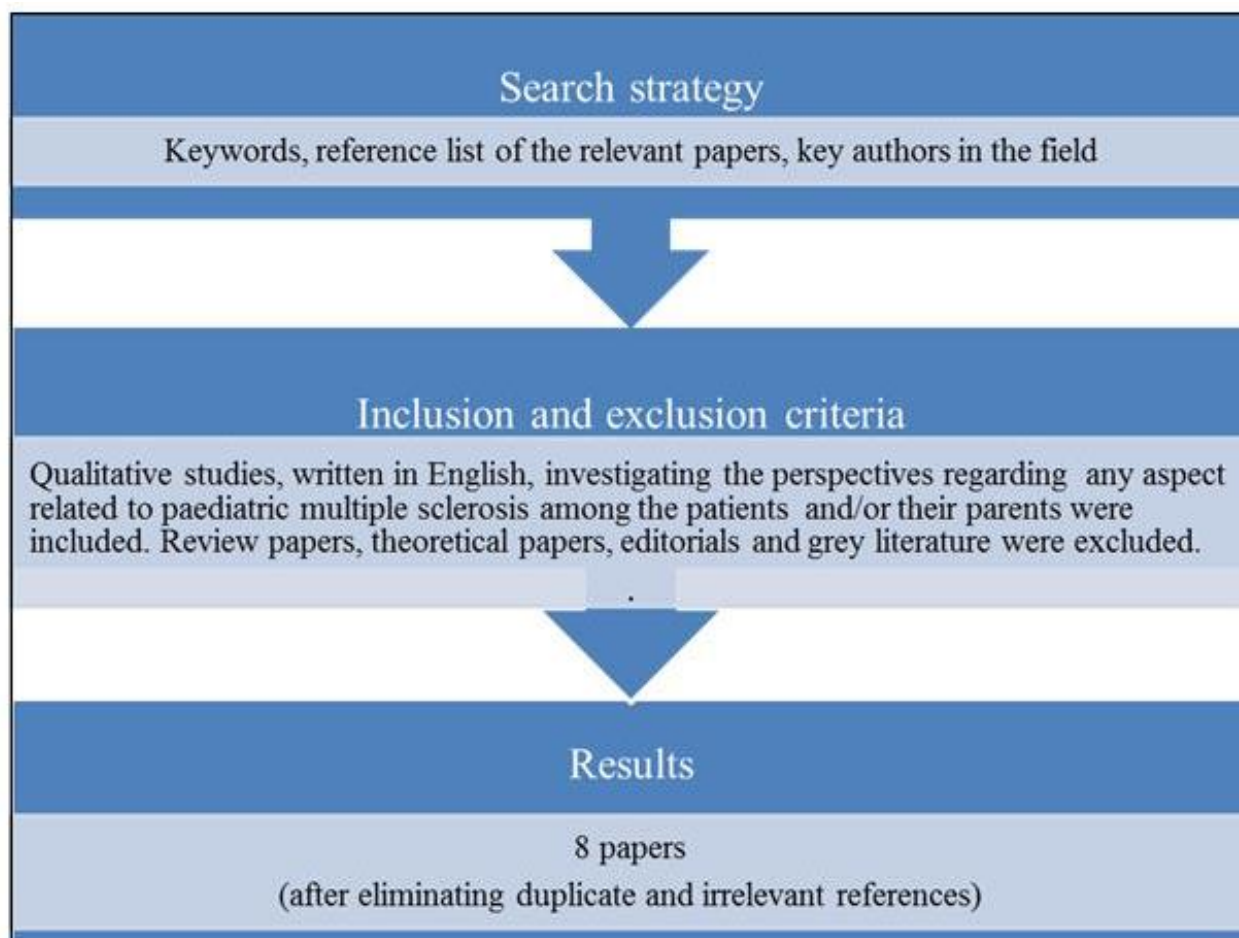 Search strategy
Keywords, reference list of the relevant papers, key authors in the field
Inclusion and exclusion criteria
Qualitative studies, written in English, investigating the perspectives regarding any aspect
related to paediatric multiple sclerosis among the patients and/or their parents were
included. Review papers, theoretical papers, editorials and grey literature were excluded.
.
Results
8 papers
(after eliminating duplicate and irrelevant references)